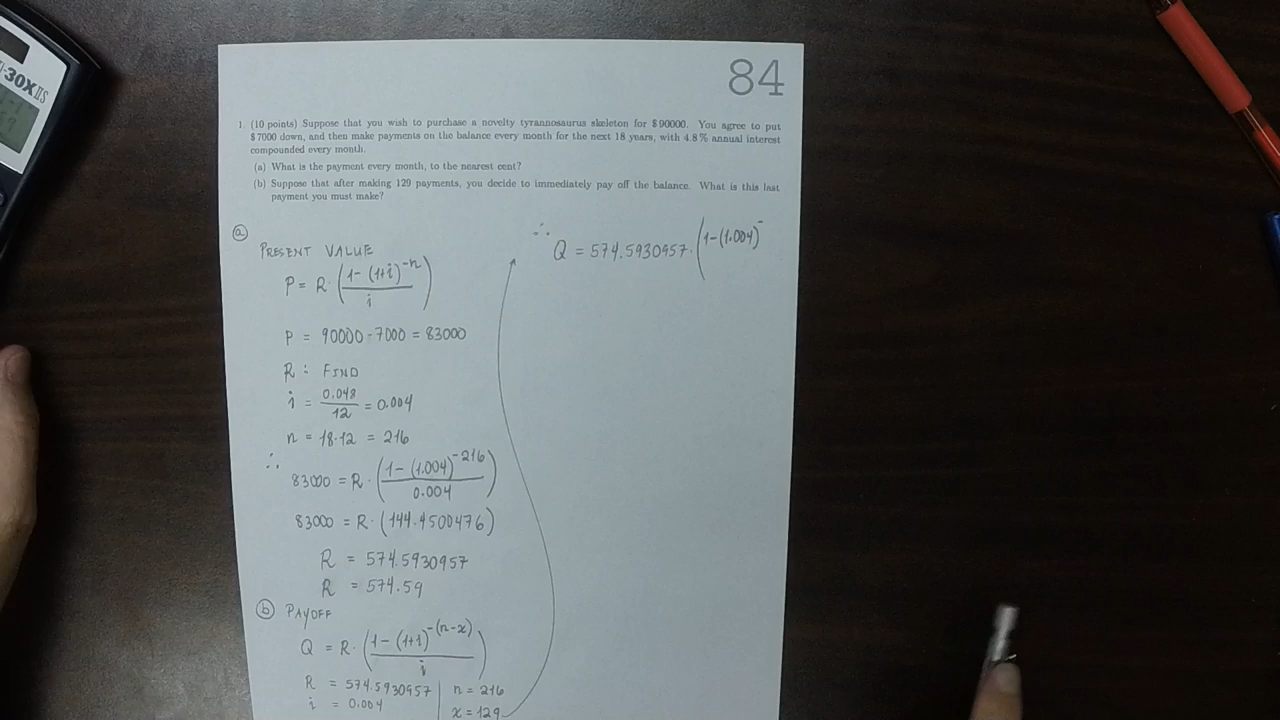 -30X IIS
84
1. (10 points) Suppose that you wish to purchase a novelty tyrannosaurus skeleton for $90000. You agree to put
$7000 down, and then make payments on the balance every month for the next 18 years, with 4.8% annual interest
compounded every month.
(a) What is the payment every month, to the nearest cent?
(b) Suppose that after making 129 payments, you decide to immediately pay off the balance. What is this last
payment you must make?
(a)
PRESENT VALUE
P = R · ((1 - (1+i)^-n) / i)
P = 90000 - 7000 = 83000
R : FIND
i = 0.048 / 12 = 0.004
n = 18·12 = 216
∴
83000 = R · ((1 - (1.004)^-216) / 0.004)
83000 = R · (144.4500476)
R = 574.5930957
R = 574.59
(b) PAYOFF
Q = R · ((1 - (1+i)^-(n-x)) / i)
R = 574.5930957 | n = 216
i = 0.004 | x = 129
∴
Q = 574.5930957 · (1 - (1.004)^-